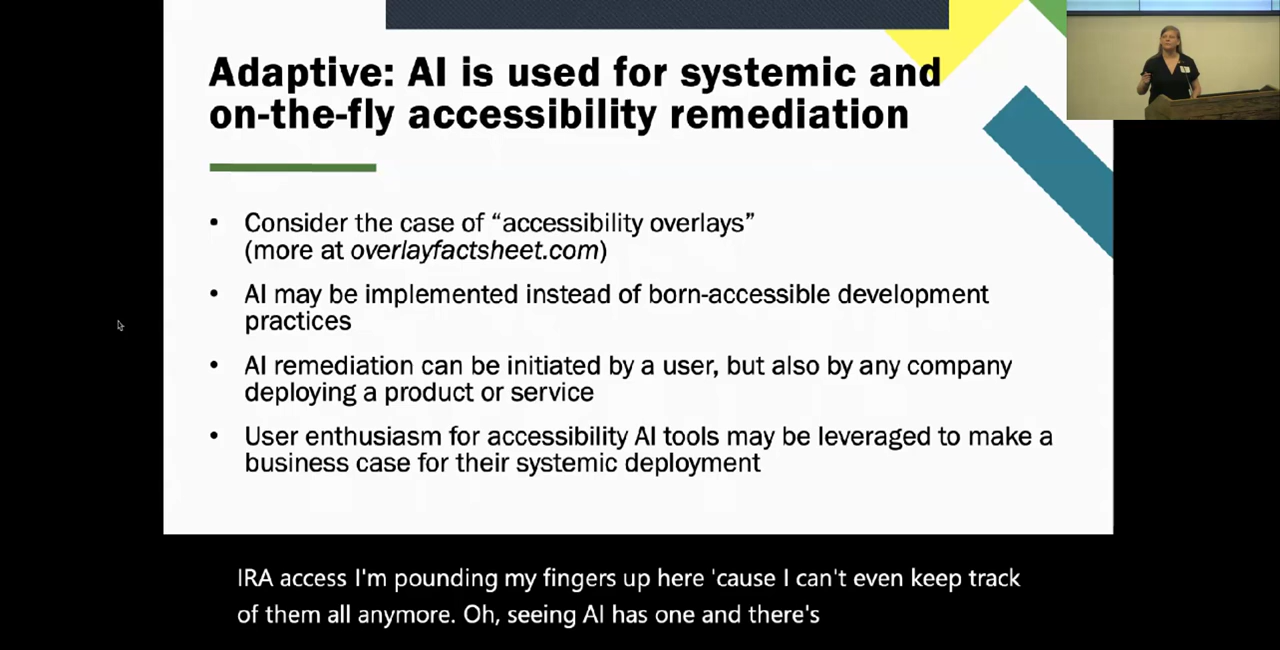 Adaptive: AI is used for systemic and
on-the-fly accessibility remediation
• Consider the case of “accessibility overlays”
(more at overlayfactsheet.com)
• AI may be implemented instead of born-accessible development
practices
• AI remediation can be initiated by a user, but also by any company
deploying a product or service
• User enthusiasm for accessibility AI tools may be leveraged to make a
business case for their systemic deployment
IRA access I'm pounding my fingers up here 'cause I can't even keep track
of them all anymore. Oh, seeing AI has one and there's